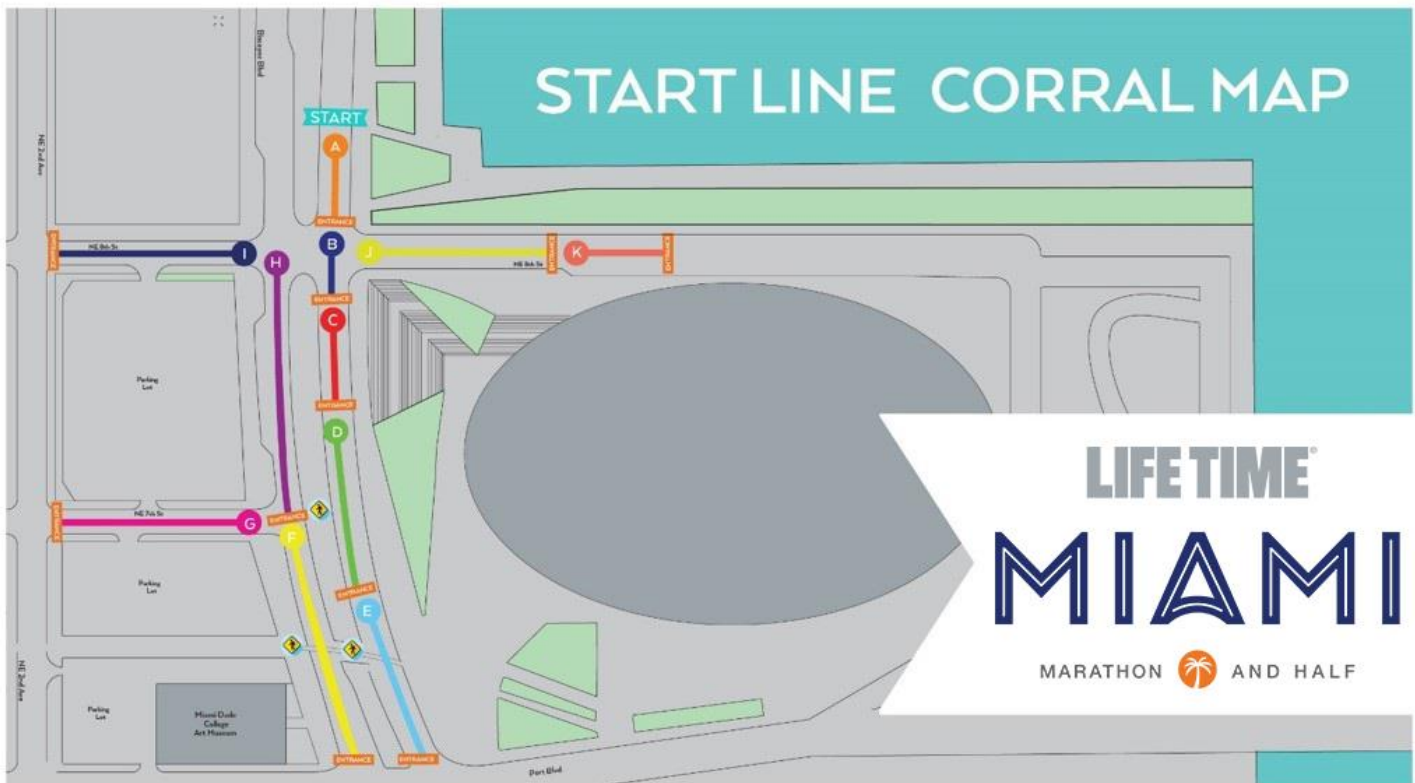 START LINE CORRAL MAP
Biscayne Blvd
NE 2nd Ave
START
A
ENTRANCE
B
ENTRANCE
NE 8th St
I
H
J
ENTRANCE
K
ENTRANCE
NE 8th St
ENTRANCE
C
ENTRANCE
D
Parking
Lot
ENTRANCE
NE 7th St
G
ENTRANCE
F
Parking
Lot
ENTRANCE
E
NE 2nd Ave
Parking
Lot
Miami Dade
College
Art Museum
ENTRANCE
ENTRANCE
Port Blvd
LIFE TIME®
MIAMI
MARATHON AND HALF